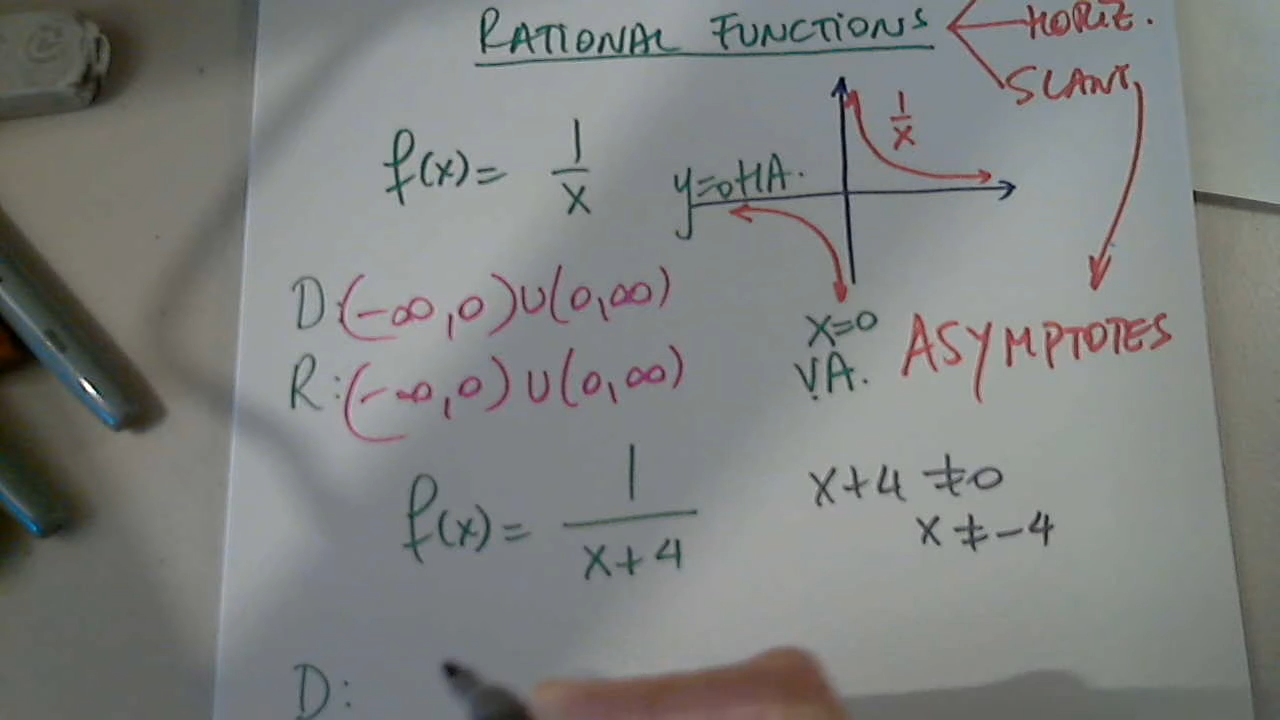 RATIONAL FUNCTIONS
HORIZ.
SLANT,
f(x)= 1/x
y=0 HA.
1/x
D:(-∞,0)∪(0,∞)
R:(-∞,0)∪(0,∞)
x=0
VA.
ASYMPTOTES
f(x)= 1/(x+4)
x+4 ≠0
x≠-4
D: